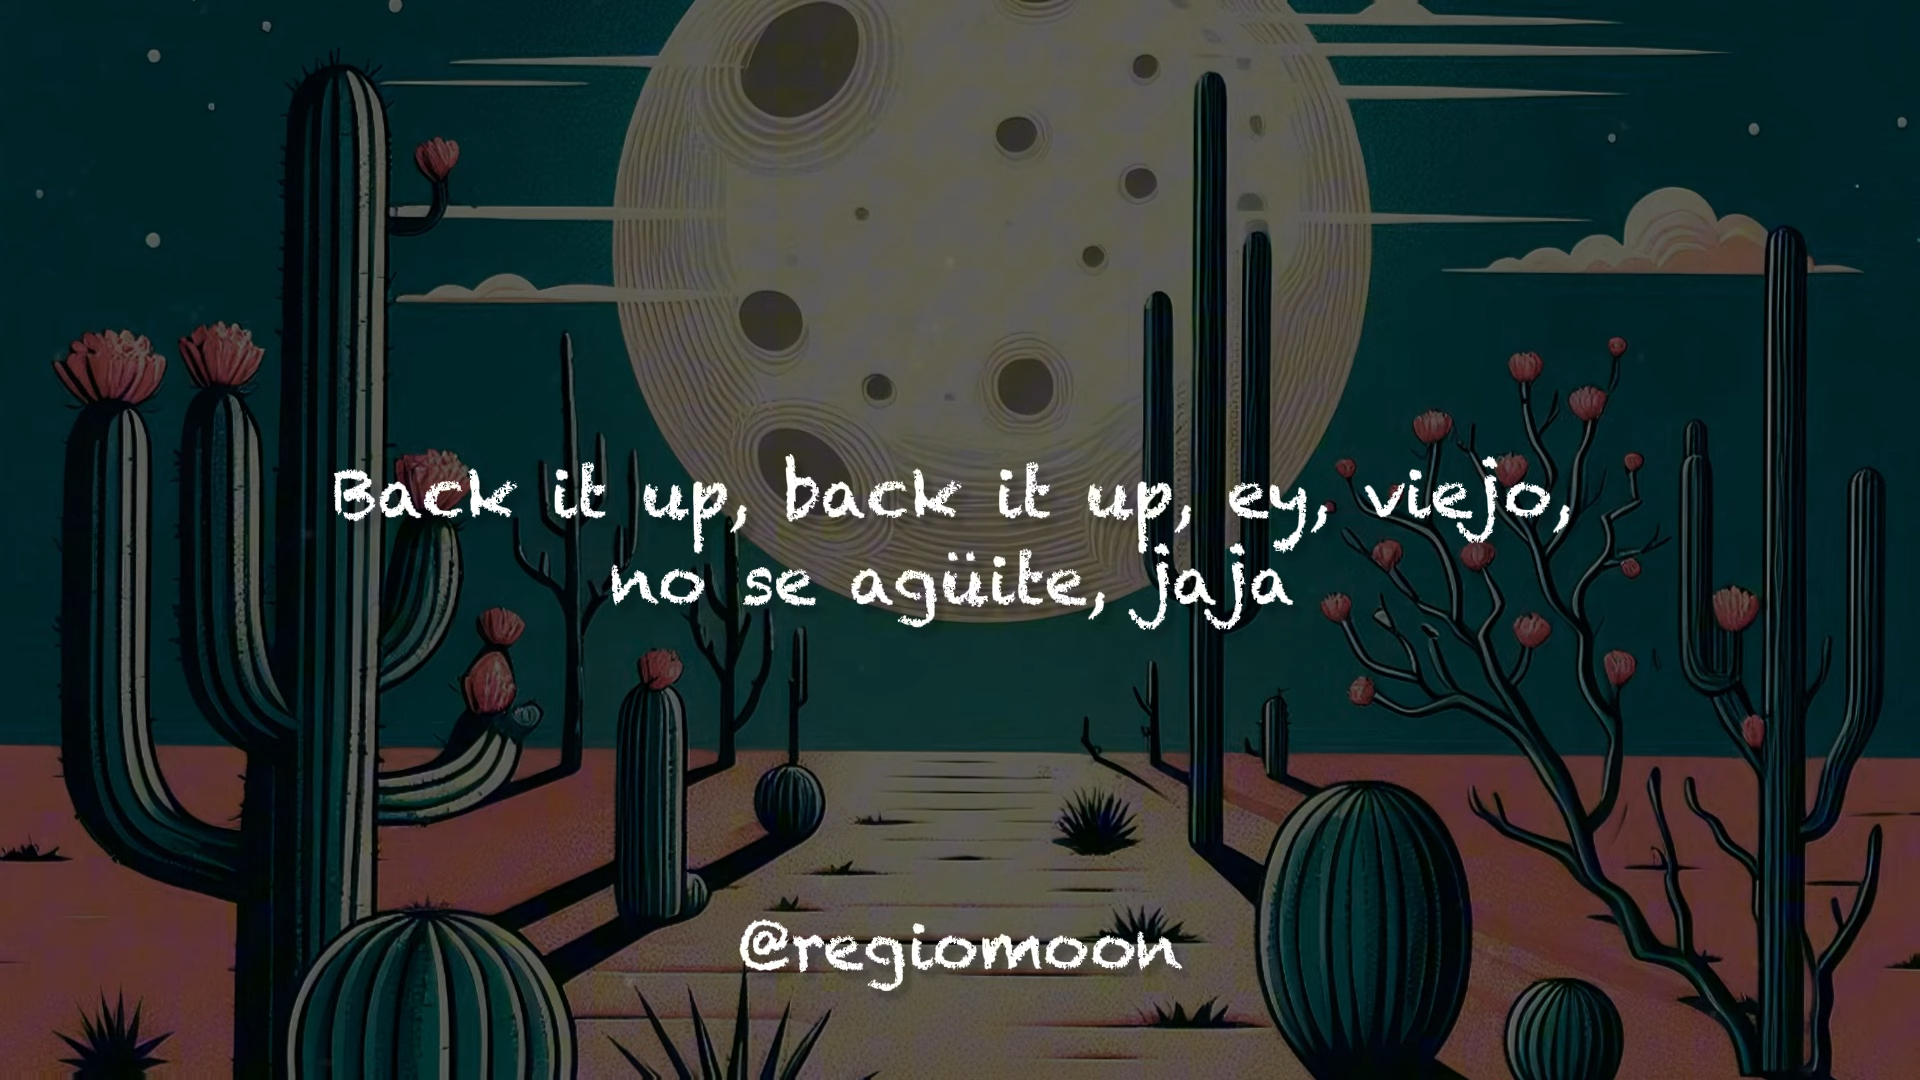 Back it up, back it up, ey, viejo,
no se agüite, jaja
@regiomoon